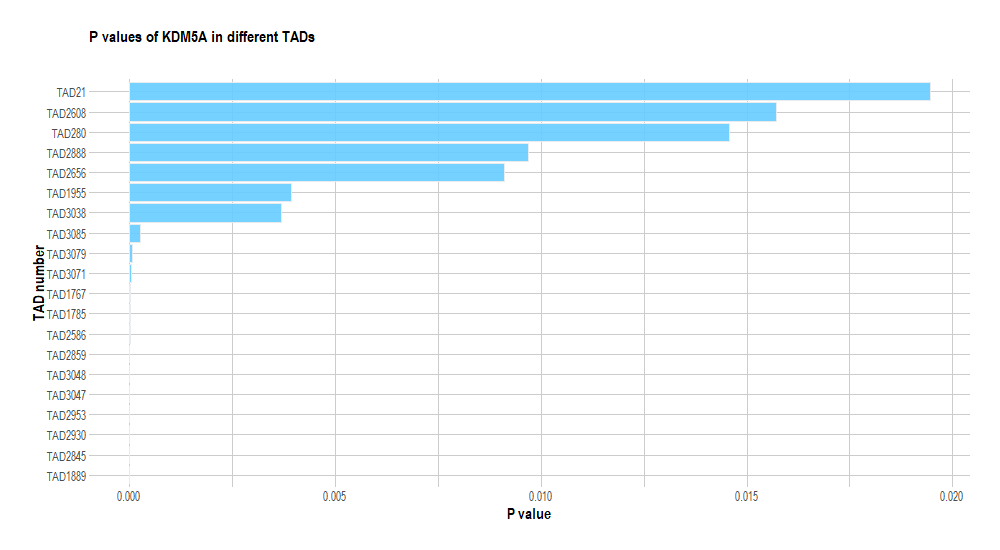 P values of KDM5A in different TADs
TAD21
TAD2608
TAD280
TAD2888
TAD2656
TAD1955
TAD3038
TAD3085
TAD3079
TAD3071
TAD1767
TAD1785
TAD2586
TAD2859
TAD3048
TAD3047
TAD2953
TAD2930
TAD2845
TAD1889
TAD number
0.000 0.005 0.010 0.015 0.020
P value